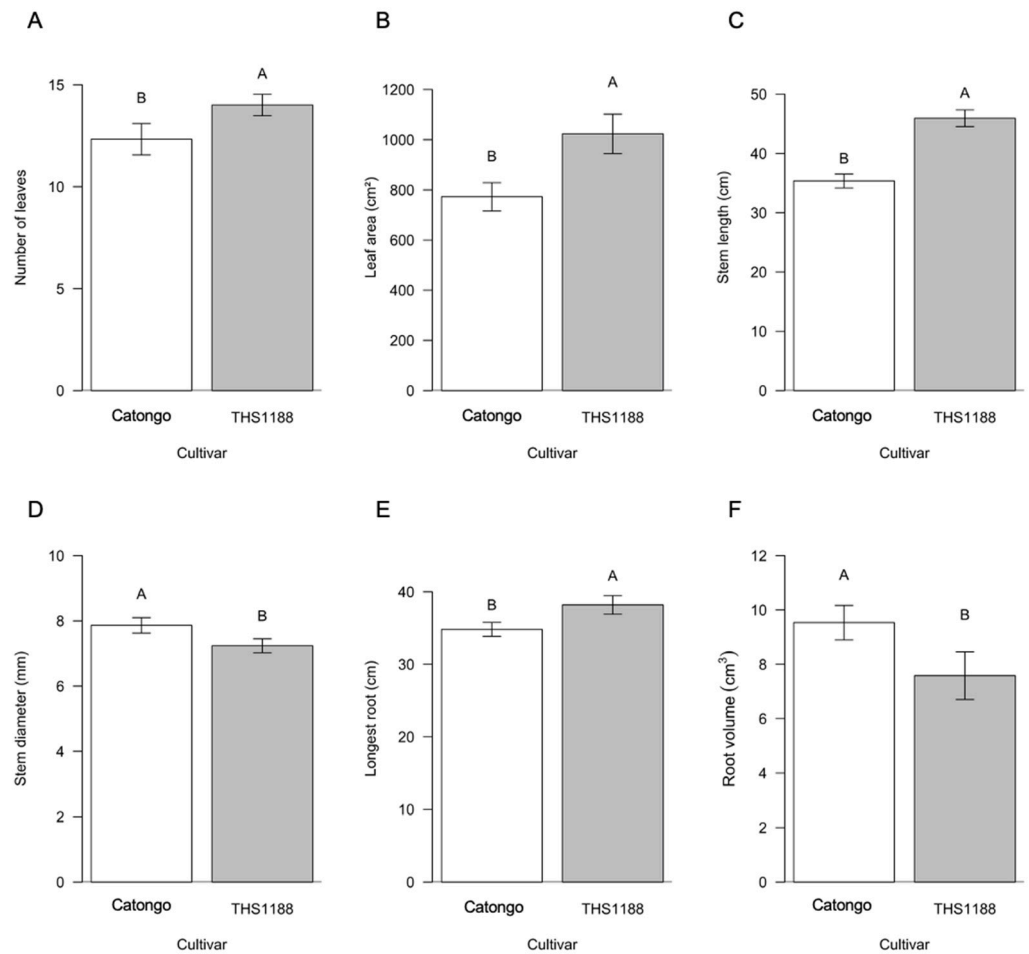 A
B
C
Number of leaves
15
10
5
0
B
A
Catongo
THS1188
Cultivar
Leaf area (cm²)
1200
1000
800
600
400
200
0
B
A
Catongo
THS1188
Cultivar
Stem length (cm)
50
40
30
20
10
0
B
A
Catongo
THS1188
Cultivar
D
E
F
Stem diameter (mm)
10
8
6
4
2
0
A
B
Catongo
THS1188
Cultivar
Longest root (cm)
40
30
20
10
0
B
A
Catongo
THS1188
Cultivar
Root volume (cm³)
12
10
8
6
4
2
0
A
B
Catongo
THS1188
Cultivar